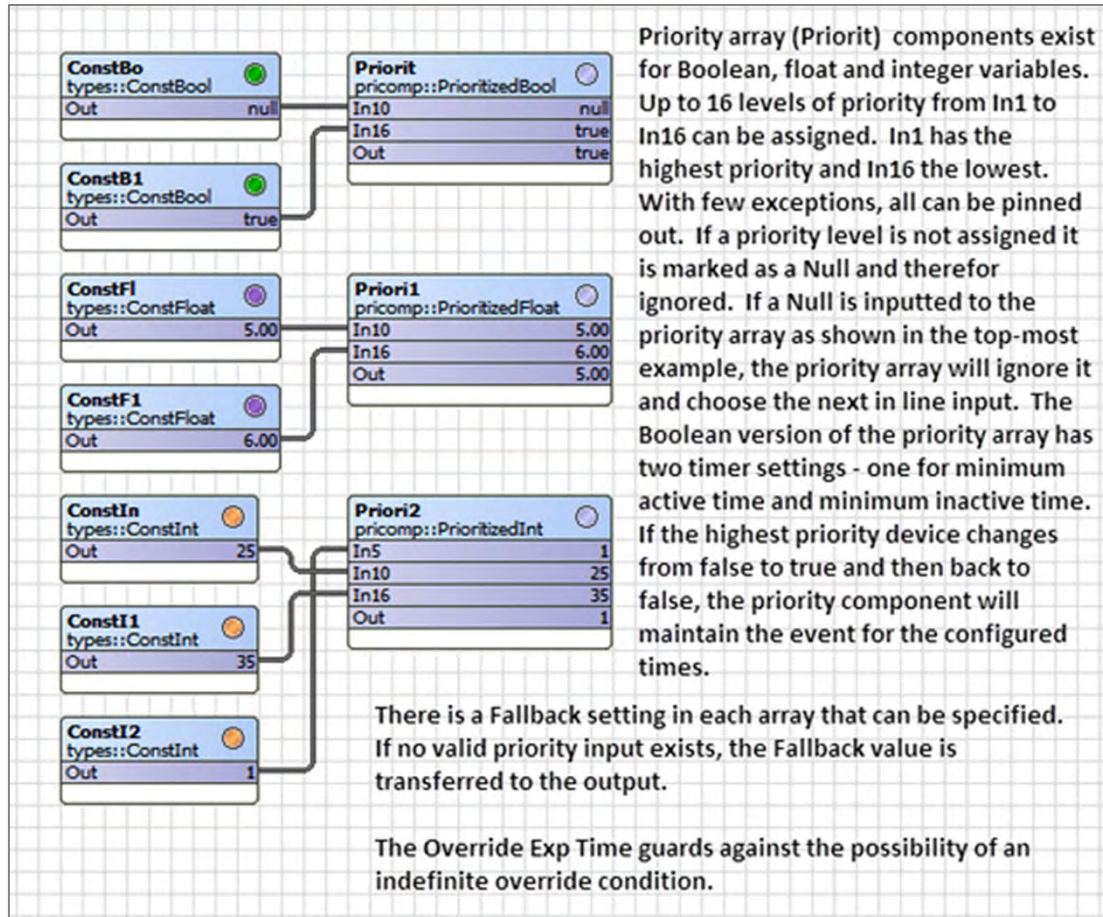 ConstBo
types::ConstBool
Out null
ConstB1
types::ConstBool
Out true
Priorit
pricomp::PrioritizedBool
In10 null
In16 true
Out true
ConstFl
types::ConstFloat
Out 5.00
ConstF1
types::ConstFloat
Out 6.00
Priori1
pricomp::PrioritizedFloat
In10 5.00
In16 6.00
Out 5.00
ConstIn
types::ConstInt
Out 25
ConstI1
types::ConstInt
Out 35
ConstI2
types::ConstInt
Out 1
Priori2
pricomp::PrioritizedInt
In5 1
In10 25
In16 35
Out 1
Priority array (Priorit) components exist
for Boolean, float and integer variables.
Up to 16 levels of priority from In1 to
In16 can be assigned. In1 has the
highest priority and In16 the lowest.
With few exceptions, all can be pinned
out. If a priority level is not assigned it
is marked as a Null and therefor
ignored. If a Null is inputted to the
priority array as shown in the top-most
example, the priority array will ignore it
and choose the next in line input. The
Boolean version of the priority array has
two timer settings - one for minimum
active time and minimum inactive time.
If the highest priority device changes
from false to true and then back to
false, the priority component will
maintain the event for the configured
times.
There is a Fallback setting in each array that can be specified.
If no valid priority input exists, the Fallback value is
transferred to the output.
The Override Exp Time guards against the possibility of an
indefinite override condition.